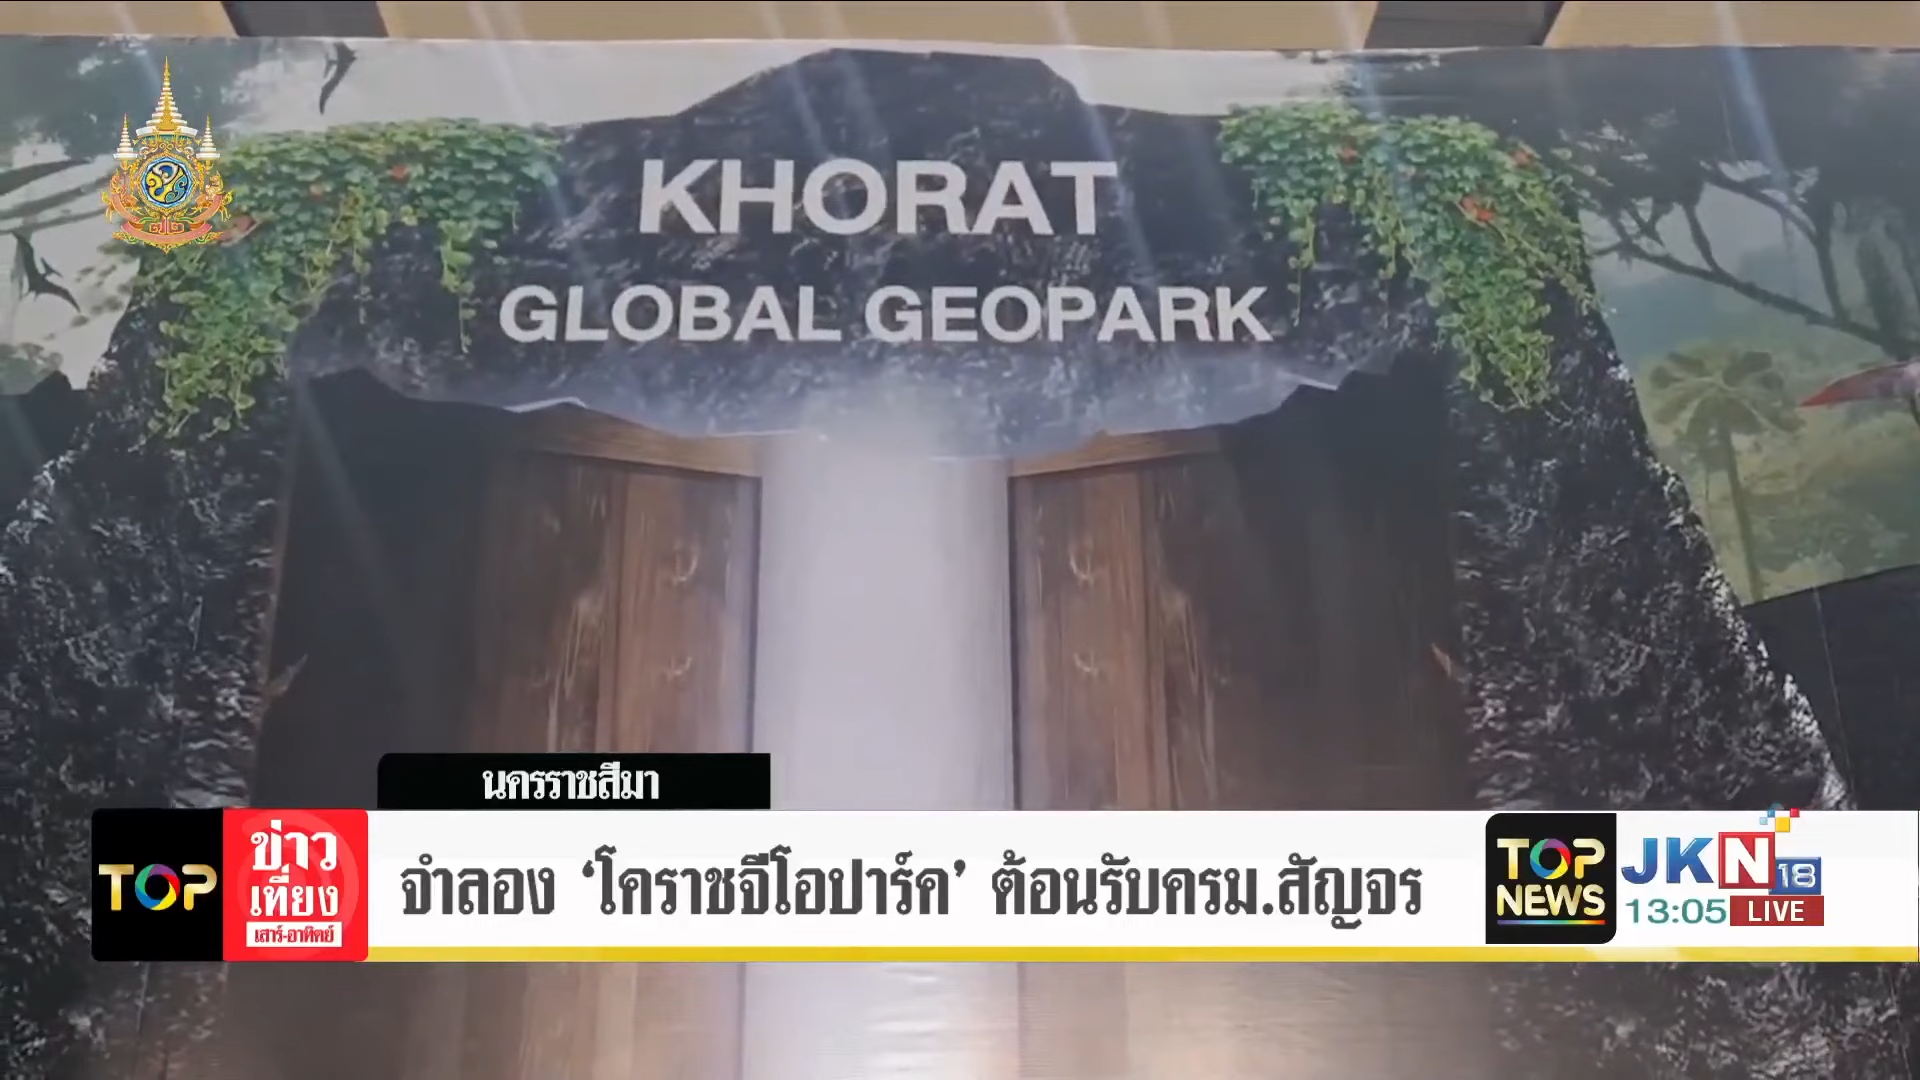 KHORAT
GLOBAL GEOPARK
นครราชสีมา
TOP
ข่าว
เที่ยง
เสาร์-อาทิตย์
จำลอง ‘โคราชจีโอปาร์ค’ ต้อนรับครม.สัญจร
TOP
NEWS
JKN
18
13:05 LIVE